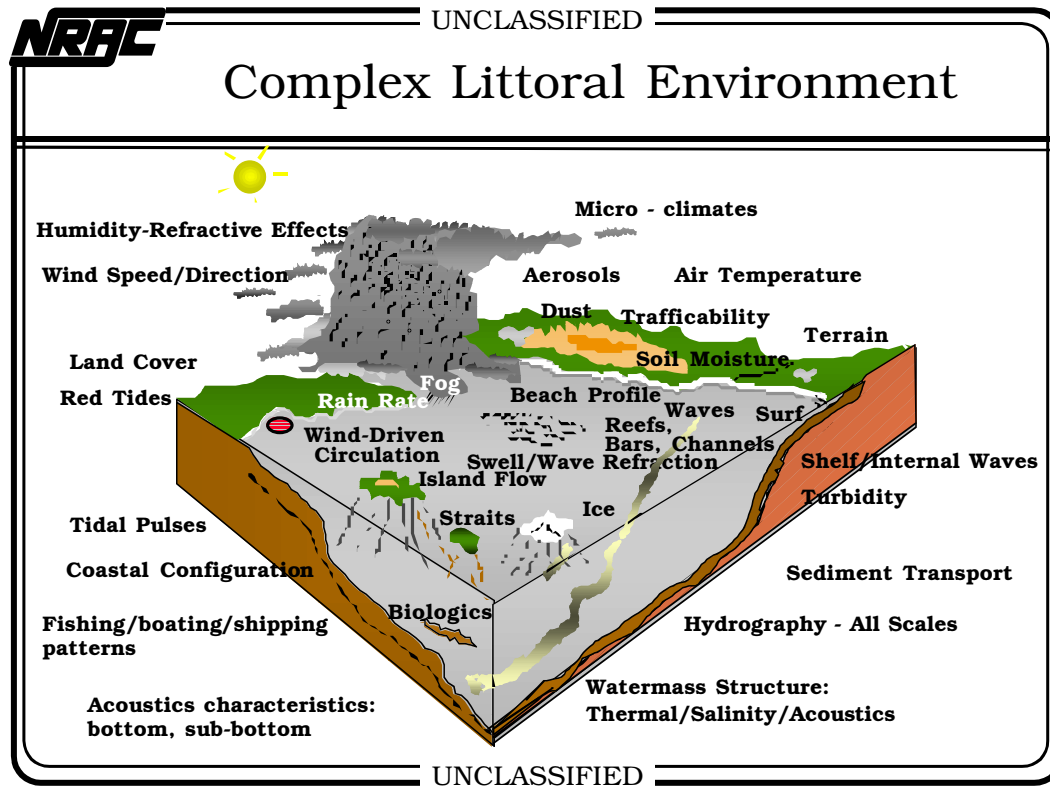 UNCLASSIFIED
NRAC
Complex Littoral Environment
Micro - climates
Humidity-Refractive Effects
Wind Speed/Direction
Aerosols
Air Temperature
Dust
Trafficability
Terrain
Land Cover
Soil Moisture
Red Tides
Fog
Rain Rate
Beach Profile
Waves
Surf
Reefs,
Bars, Channels
Wind-Driven
Circulation
Swell/Wave Refraction
Shelf/Internal Waves
Island Flow
Turbidity
Ice
Straits
Tidal Pulses
Coastal Configuration
Sediment Transport
Biologics
Fishing/boating/shipping
patterns
Hydrography - All Scales
Watermass Structure:
Thermal/Salinity/Acoustics
Acoustics characteristics:
bottom, sub-bottom
UNCLASSIFIED